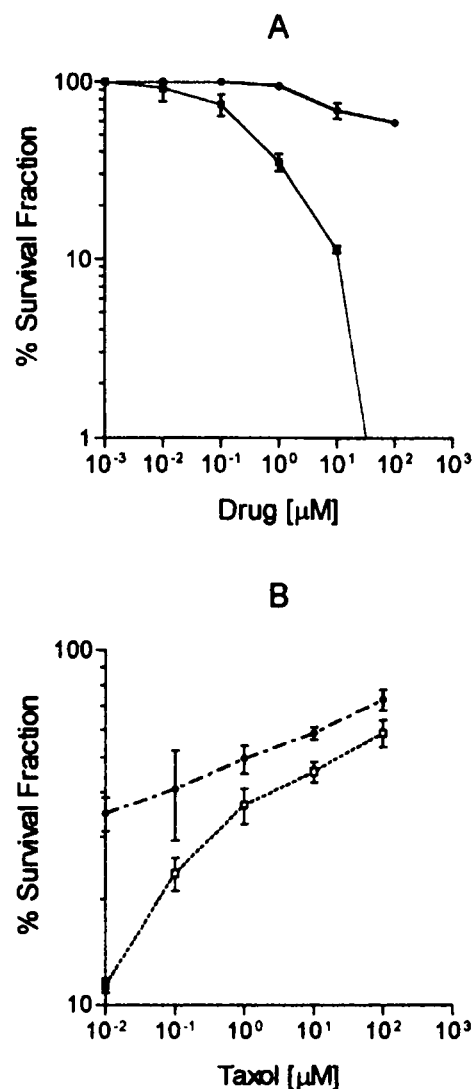 A
% Survival Fraction
100
10
1
10⁻³ 10⁻² 10⁻¹ 10⁰ 10¹ 10² 10³
Drug [µM]
B
% Survival Fraction
100
10
10⁻² 10⁻¹ 10⁰ 10¹ 10² 10³
Taxol [µM]